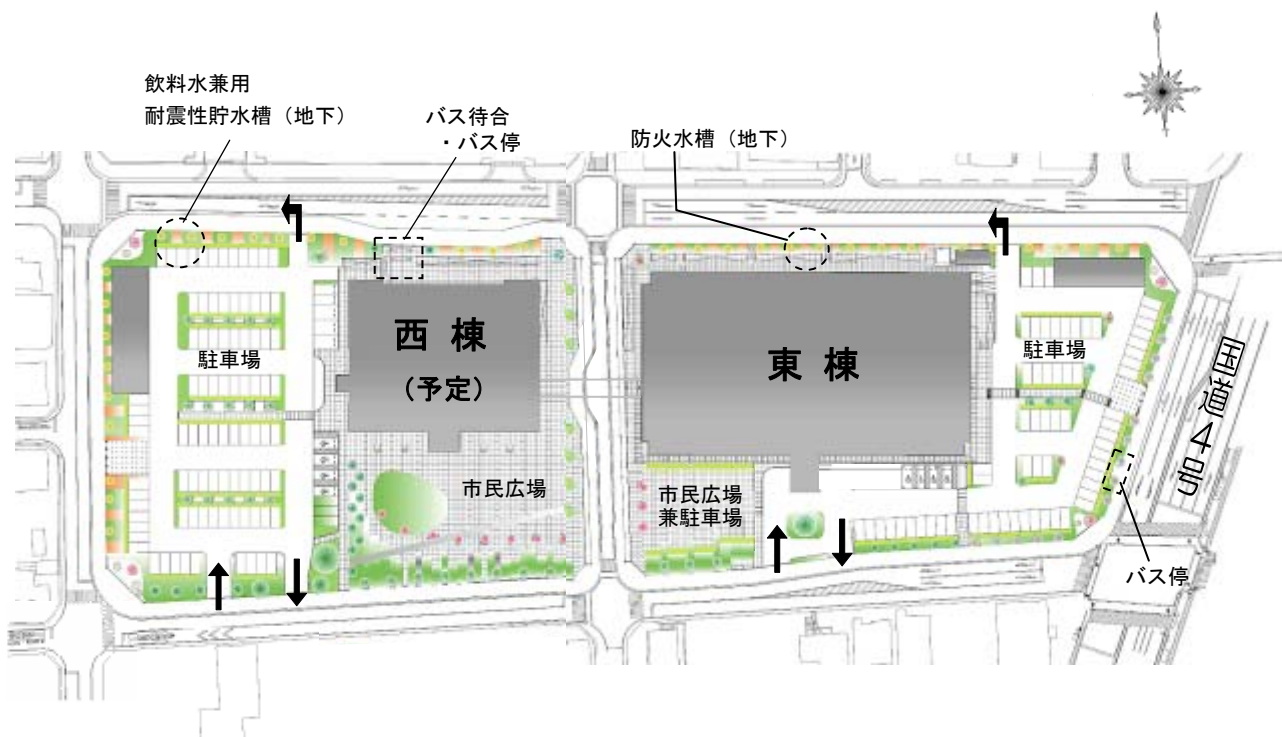 飲料水兼用
耐震性貯水槽（地下）
バス待合
・バス停
防火水槽（地下）
西 棟
（予定）
東 棟
駐車場
駐車場
国道4号
市民広場
市民広場
兼駐車場
バス停